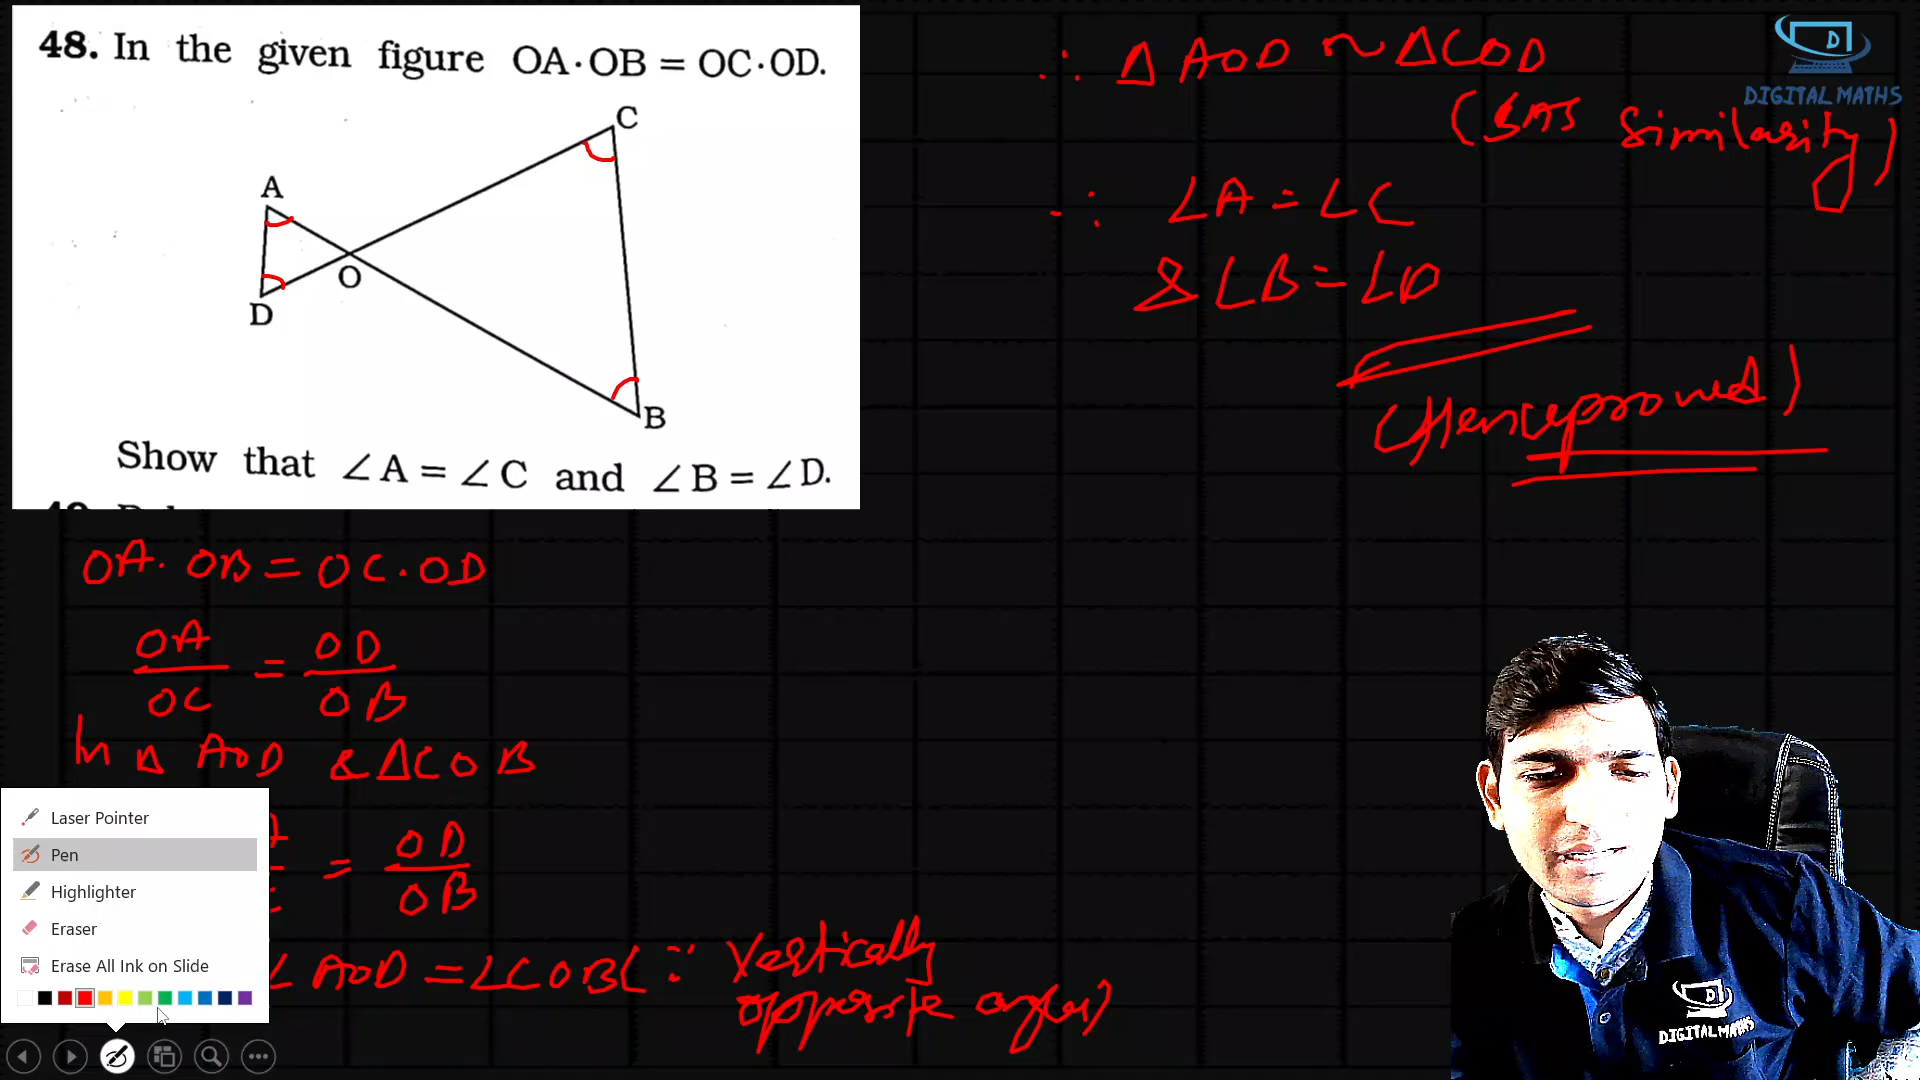 48. In the given figure OA·OB = OC·OD.
C
A
O
D
B
Show that ∠A = ∠C and ∠B = ∠D.
OA·OB = OC·OD
OA/OC = OD/OB
In Δ AOD & ΔCOB
= OD/OB
∠AOD = ∠COB (∵ Vertically
opposite angles)
∴ Δ AOD ~ ΔCOD
(SAS Similarity)
∴ ∠A = ∠C
& ∠B = ∠D
(Hence proved)
D
DIGITAL MATHS
Laser Pointer
Pen
Highlighter
Eraser
Erase All Ink on Slide
D
DIGITAL MATHS